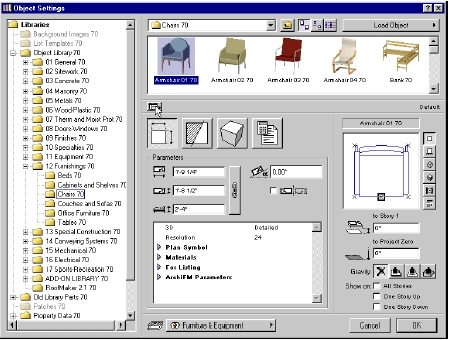 Object Settings
Libraries
Background Images 70
List Templates 70
Object Library 70
01 General 70
02 Sitework 70
03 Concrete 70
04 Masonry 70
05 Metals 70
06 Wood-Plastic 70
07 Therm and Moist Prot 70
08 Doors-Windows 70
09 Finishes 70
10 Specialties 70
11 Equipment 70
12 Furnishings 70
Beds 70
Cabinets and Shelves 70
Chairs 70
Couches and Sofas 70
Office Furniture 70
Tables 70
13 Special Construction 70
14 Conveying Systems 70
15 Mechanical 70
16 Electrical 70
17 Sports-Recreation 70
ADD-ON LIBRARY 70
RoofMaker 2.1 70
Old Library Parts 70
Patches 70
Property Data 70
Chairs 70
Load Object
Armchair 01 70
Armchair 02 70
Armchair 03 70
Armchair 04 70
Bank 70
Default
Parameters
1'-9 1/4"
1'-8 1/2"
2'-4"
0.00°
3D Detailed
Resolution 24
Plan Symbol
Materials
For Listing
ArchiFM Parameters
Armchair 01 70
to Story 1
0"
to Project Zero
0"
Gravity:
Show on:
All Stories
One Story Up
One Story Down
Furniture & Equipment
Cancel
OK